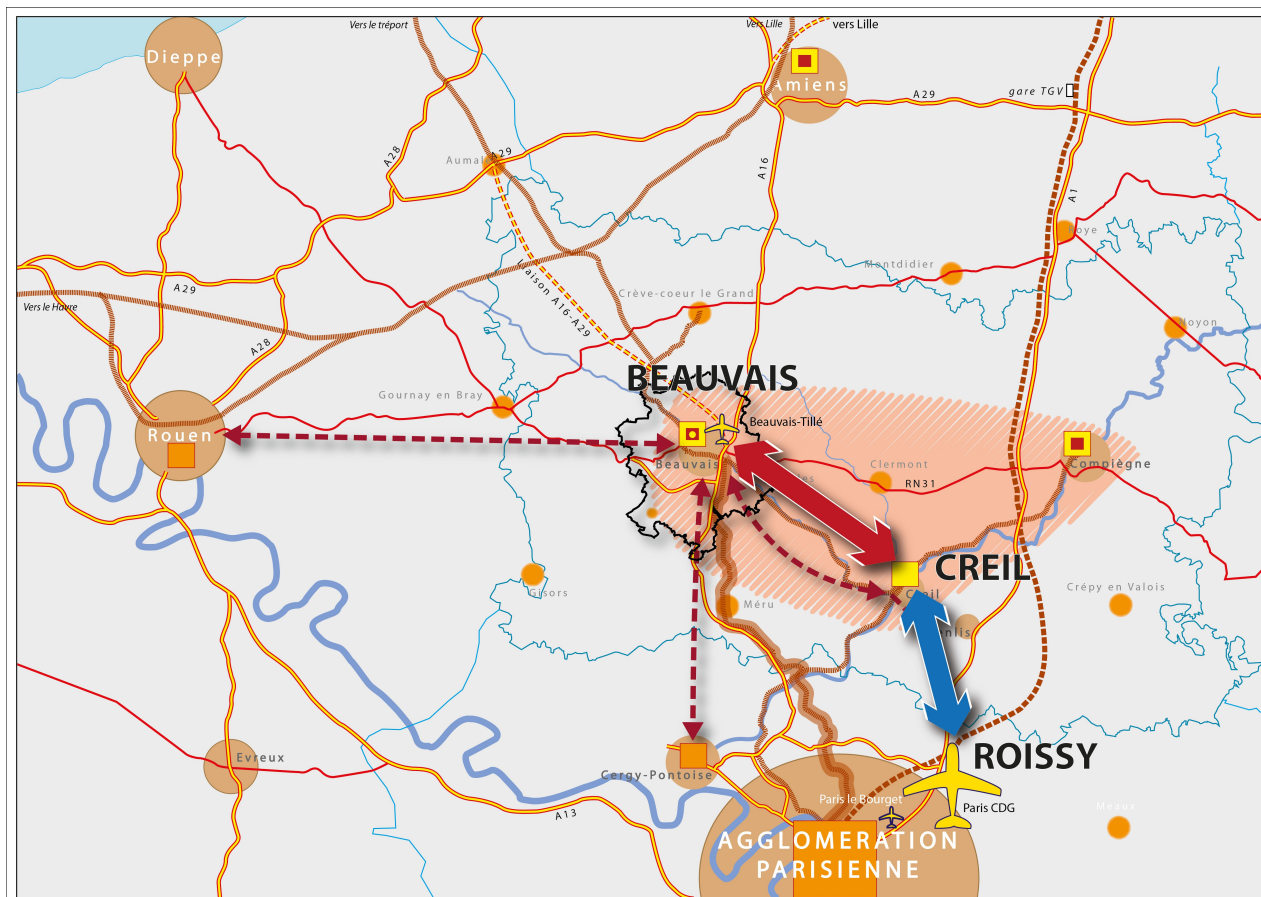 Vers le tréport
Vers Lille
vers Lille
Dieppe
Amiens
gare TGV
A29
A28
A29
Aumal
A16
A1
Roye
Montdidier
A29
Liaison A16-A29
Crève-coeur le Grand
Vers le Havre
Noyon
A28
BEAUVAIS
Gournay en Bray
Beauvais-Tillé
Rouen
Beauvais
Clermont
Compiègne
RN31
CREIL
Creil
Gisors
Crépy en Valois
Méru
ROISSY
Evreux
Cergy-Pontoise
Paris le Bourget
Paris CDG
Meaux
A13
AGGLOMERATION
PARISIENNE